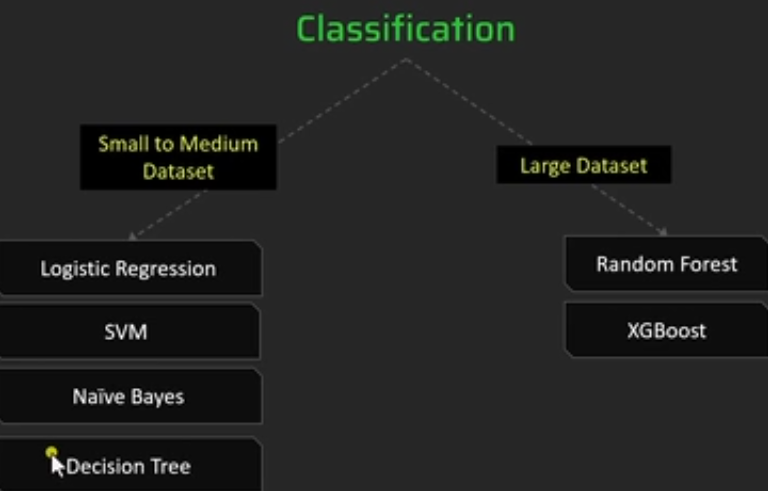 Classification
Small to Medium
Dataset
Large Dataset
Logistic Regression
SVM
Naïve Bayes
Decision Tree
Random Forest
XGBoost